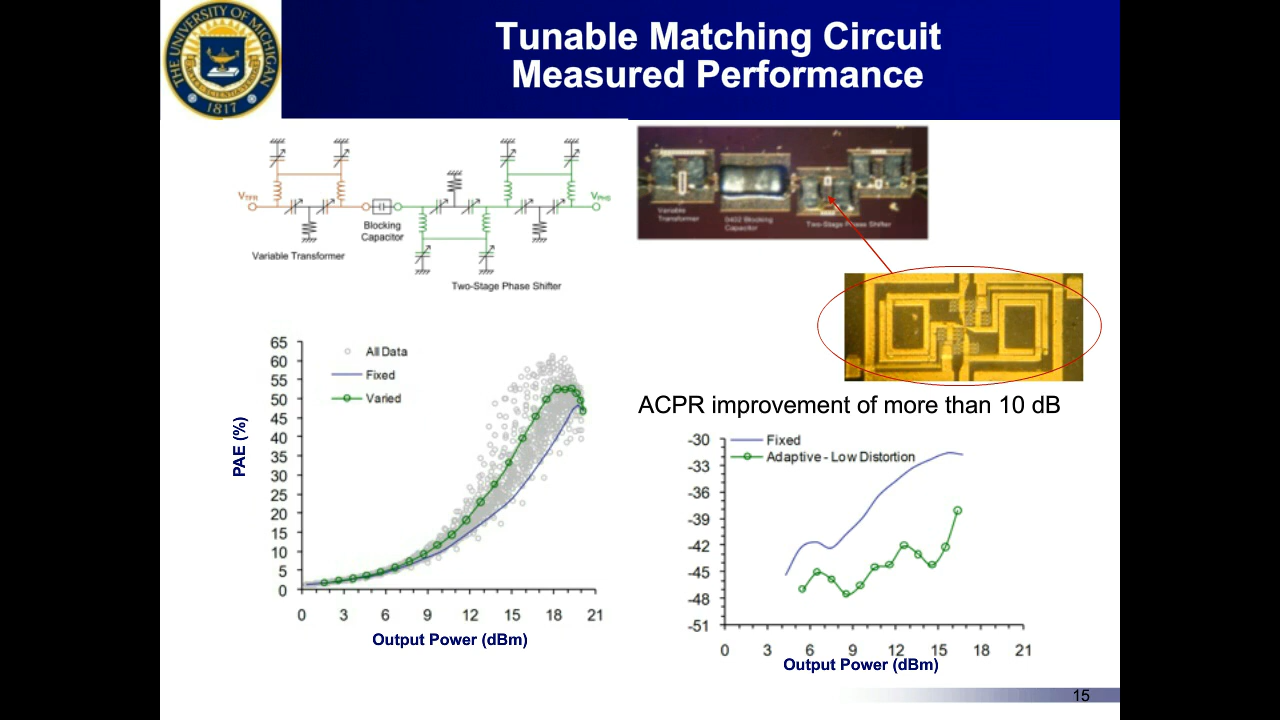 THE UNIVERSITY OF MICHIGAN
1817
Tunable Matching Circuit
Measured Performance
VTFR
VPHS
Blocking
Capacitor
Variable Transformer
Two-Stage Phase Shifter
Variable
Transformer
0402 Blocking
Capacitor
Two-Stage Phase Shifter
65
60
55
50
45
40
35
30
25
20
15
10
5
0
All Data
Fixed
Varied
PAE (%)
0 3 6 9 12 15 18 21
Output Power (dBm)
ACPR improvement of more than 10 dB
-30
-33
-36
-39
-42
-45
-48
-51
Fixed
Adaptive - Low Distortion
0 3 6 9 12 15 18 21
Output Power (dBm)
15